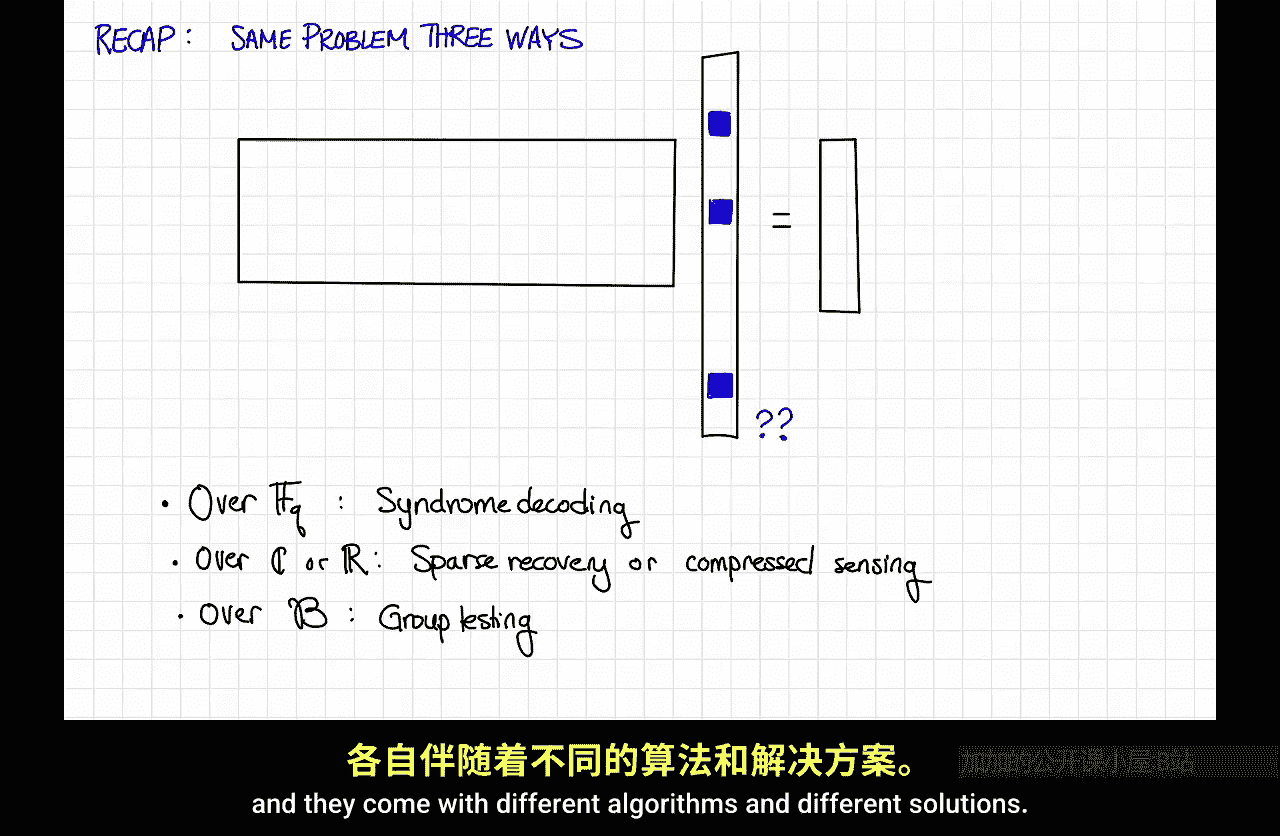 RECAP: SAME PROBLEM THREE WAYS
=
??
• Over 𝔽q : Syndrome decoding
• Over ℂ or ℝ: Sparse recovery or compressed sensing
• Over 𝔹 : Group testing
各自伴随着不同的算法和解决方案。
and they come with different algorithms and different solutions.